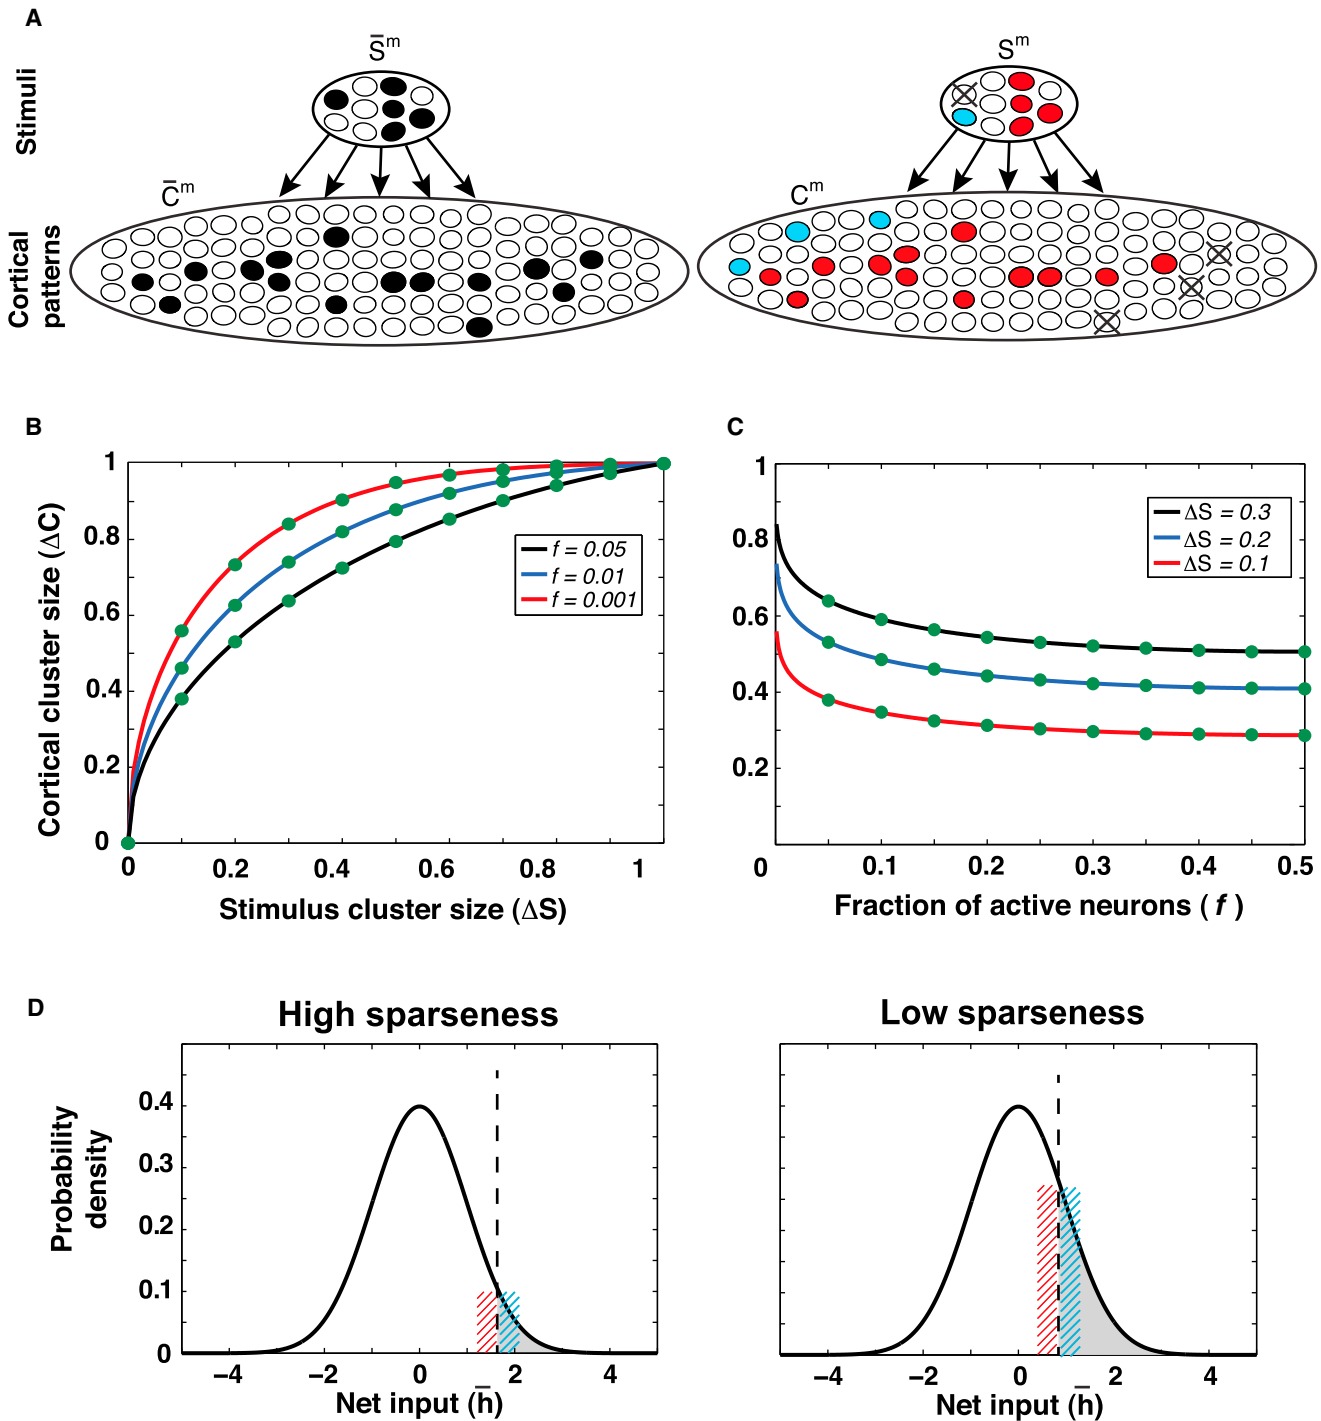 A
S̄ᵐ
Sᵐ
Stimuli
C̄ᵐ
Cᵐ
Cortical
patterns
B
Cortical cluster size (ΔC)
1
0.8
0.6
0.4
0.2
0
f = 0.05
f = 0.01
f = 0.001
0 0.2 0.4 0.6 0.8 1
Stimulus cluster size (ΔS)
C
1
0.8
0.6
0.4
0.2
ΔS = 0.3
ΔS = 0.2
ΔS = 0.1
0 0.1 0.2 0.3 0.4 0.5
Fraction of active neurons ( f )
D
High sparseness
Probability
density
0.4
0.3
0.2
0.1
0
−4 −2 0 2 4
Net input (h̄)
Low sparseness
−4 −2 0 2 4
Net input (h̄)